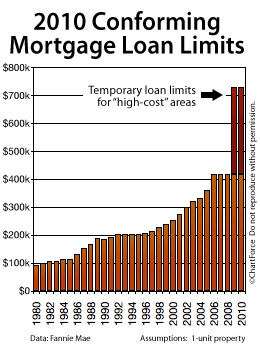 2010 Conforming
Mortgage Loan Limits
$800k
$700k
$600k
$500k
$400k
$300k
$200k
$100k
$0
Temporary loan limits
for "high-cost" areas
1980
1982
1984
1986
1988
1990
1992
1994
1996
1998
2000
2002
2004
2006
2008
2010
©ChartForce Do not reproduce without permission.
Data: Fannie Mae
Assumptions: 1-unit property